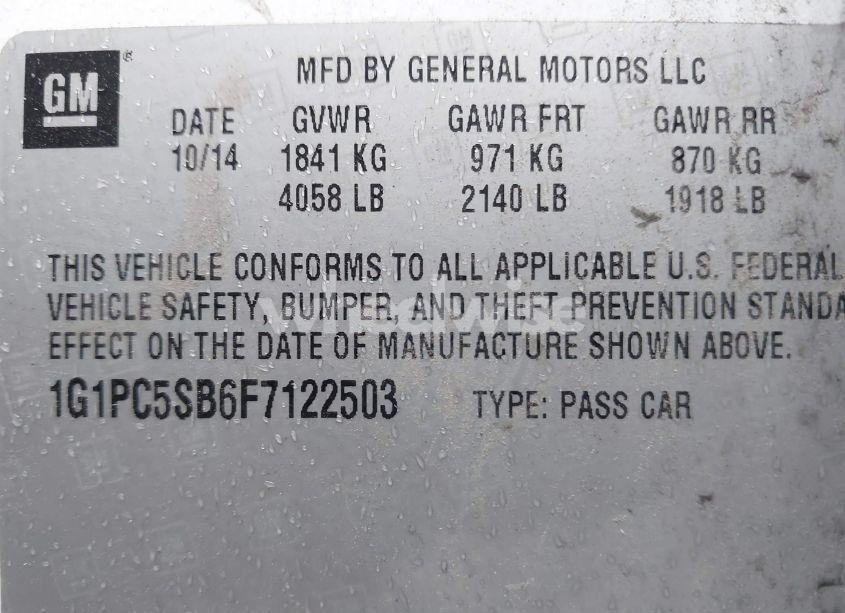 GM® MFD BY GENERAL MOTORS LLC
DATE GVWR GAWR FRT GAWR RR
10/14 1841 KG 971 KG 870 KG
4058 LB 2140 LB 1918 LB
THIS VEHICLE CONFORMS TO ALL APPLICABLE U.S. FEDERAL
VEHICLE SAFETY, BUMPER, AND THEFT PREVENTION STANDA
EFFECT ON THE DATE OF MANUFACTURE SHOWN ABOVE.
1G1PC5SB6F7122503 TYPE: PASS CAR